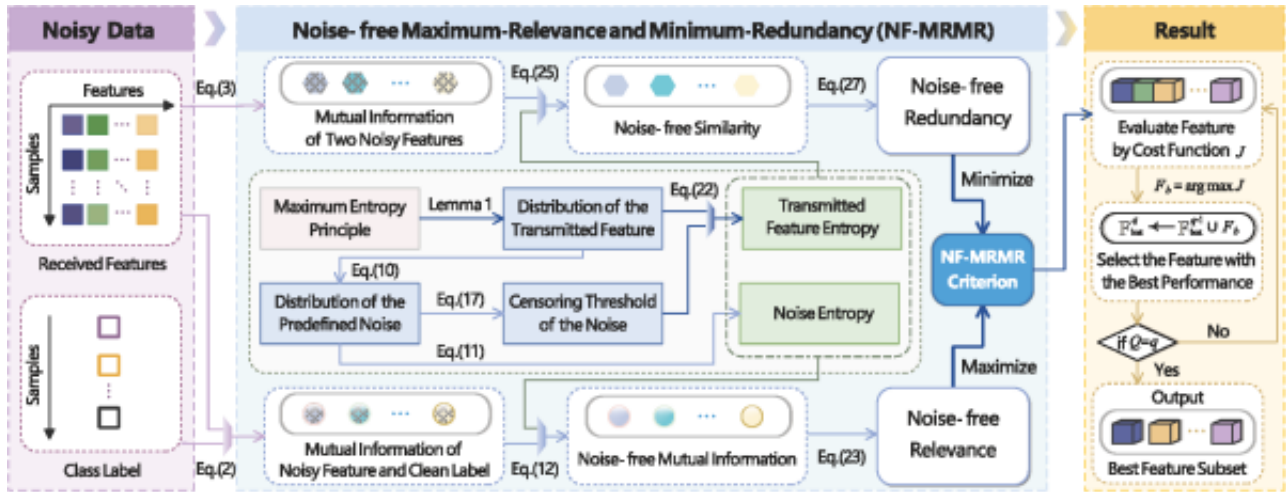 Noisy Data
Noise- free Maximum-Relevance and Minimum-Redundancy (NF-MRMR)
Result
Features
Samples
Received Features
Samples
Class Label
Eq.(3)
Eq.(2)
Mutual Information
of Two Noisy Features
Eq.(25)
Noise- free Similarity
Eq.(27)
Noise- free
Redundancy
Maximum Entropy
Principle
Lemma 1
Distribution of the
Transmitted Feature
Eq.(22)
Transmitted
Feature Entropy
Eq.(10)
Distribution of the
Predefined Noise
Eq.(17)
Censoring Threshold
of the Noise
Noise Entropy
Eq.(11)
Mutual Information of
Noisy Feature and Clean Label
Eq.(12)
Noise- free Mutual Information
Eq.(23)
Noise- free
Relevance
Minimize
NF-MRMR
Criterion
Maximize
Evaluate Feature
by Cost Function J
F_b = arg max J
Select the Feature with
the Best Performance
if Q=q
No
Yes
Output
Best Feature Subset